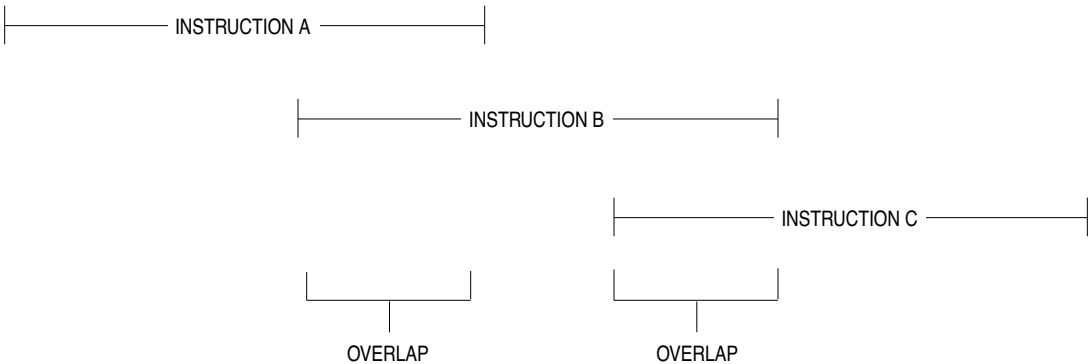 INSTRUCTION A
INSTRUCTION B
INSTRUCTION C
OVERLAP OVERLAP